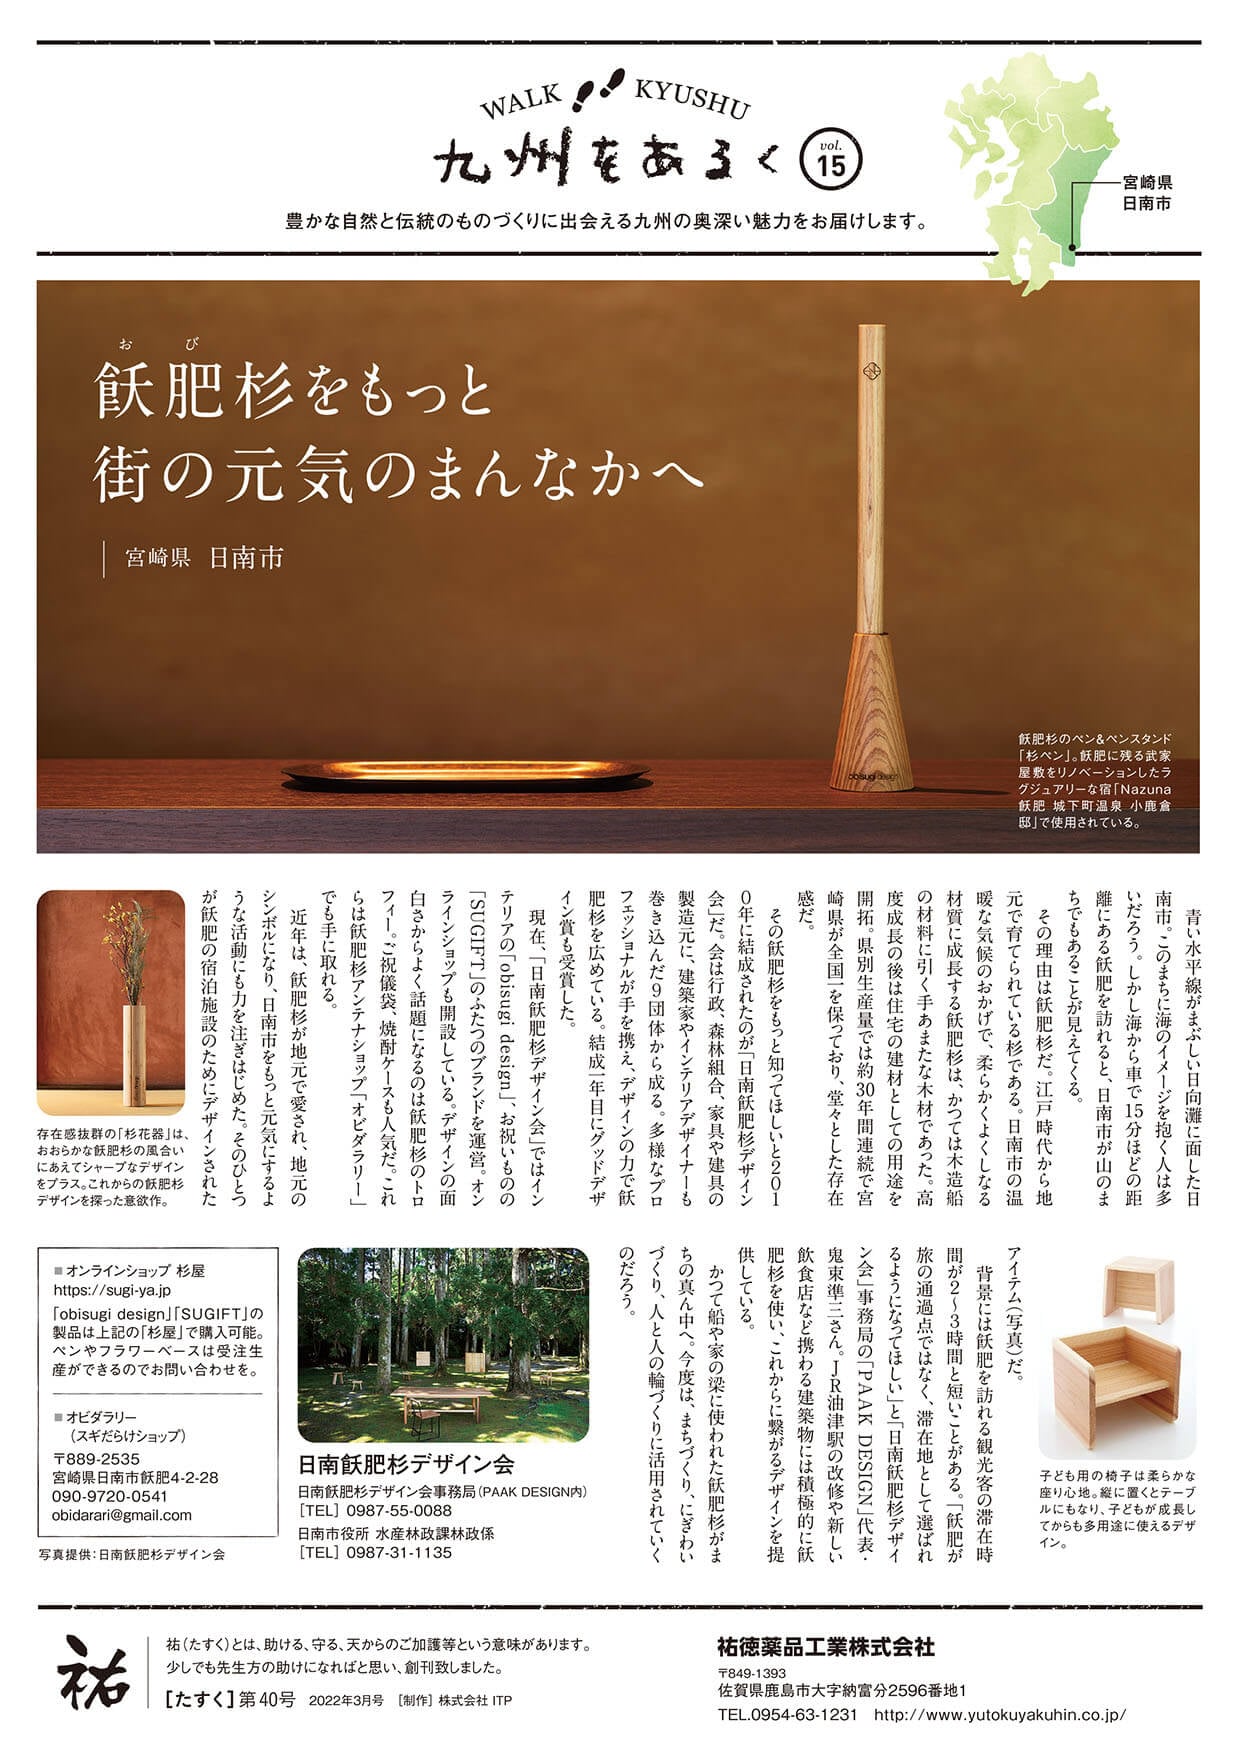 WALK KYUSHU
九州をあるく
vol.
15
豊かな自然と伝統のものづくりに出会える九州の奥深い魅力をお届けします。
宮崎県
日南市
おび
飫肥杉をもっと
街の元気のまんなかへ
宮崎県 日南市
obisugi design
飫肥杉のペン&ペンスタンド
「杉ペン」。飫肥に残る武家
屋敷をリノベーションしたラ
グジュアリーな宿「Nazuna
飫肥 城下町温泉 小鹿倉
邸」で使用されている。
青い水平線がまぶしい日向灘に面した日
南市。このまちに海のイメージを抱く人は多
いだろう。しかし海から車で15分ほどの距
離にある飫肥を訪れると、日南市が山のま
ちでもあることが見えてくる。
その理由は飫肥杉だ。江戸時代から地
元で育てられている杉である。日南市の温
暖な気候のおかげで、柔らかくよくしなる
材質に成長する飫肥杉は、かつては木造船
の材料に引く手あまたな木材であった。高
度成長の後は住宅の建材としての用途を
開拓。県別生産量では約30年間連続で宮
崎県が全国一を保っており、堂々とした存在
感だ。
その飫肥杉をもっと知ってほしいと201
0年に結成されたのが「日南飫肥杉デザイン
会」だ。会は行政、森林組合、家具や建具の
製造元に、建築家やインテリアデザイナーも
巻き込んだ9団体から成る。多様なプロ
フェッショナルが手を携え、デザインの力で飫
肥杉を広めている。結成一年目にグッドデザ
イン賞も受賞した。
現在、「日南飫肥杉デザイン会」ではイン
テリアの「obisugi design」、お祝いものの
「SUGIFT」のふたつのブランドを運営。オン
ラインショップも開設している。デザインの面
白さからよく話題になるのは飫肥杉のトロ
フィー。ご祝儀袋、焼酎ケースも人気だ。これ
らは飫肥杉アンテナショップ「オビダラリー」
でも手に取れる。
近年は、飫肥杉が地元で愛され、地元の
シンボルになり、日南市をもっと元気にするよ
うな活動にも力を注ぎはじめた。そのひとつ
が飫肥の宿泊施設のためにデザインされた
存在感抜群の「杉花器」は、
おおらかな飫肥杉の風合い
にあえてシャープなデザイン
をプラス。これからの飫肥杉
デザインを探った意欲作。
アイテム(写真)だ。
背景には飫肥を訪れる観光客の滞在時
間が2〜3時間と短いことがある。「飫肥が
旅の通過点ではなく、滞在地として選ばれ
るようになってほしい」と「日南飫肥杉デザイ
ン会」事務局の「PAAK DESIGN」代表・
鬼束準三さん。JR油津駅の改修や新しい
飲食店など携わる建築物には積極的に飫
肥杉を使い、これからに繋がるデザインを提
供している。
かつて船や家の梁に使われた飫肥杉がま
ちの真ん中へ。今度は、まちづくり、にぎわい
づくり、人と人の輪づくりに活用されていく
のだろう。
子ども用の椅子は柔らかな
座り心地。縦に置くとテーブ
ルにもなり、子どもが成長し
てからも多用途に使えるデザ
イン。
日南飫肥杉デザイン会
日南飫肥杉デザイン会事務局(PAAK DESIGN内)
[TEL] 0987-55-0088
日南市役所 水産林政課林政係
[TEL] 0987-31-1135
■オンラインショップ 杉屋
https://sugi-ya.jp
「obisugi design」「SUGIFT」の
製品は上記の「杉屋」で購入可能。
ペンやフラワーベースは受注生
産ができるのでお問い合わせを。
■オビダラリー
(スギだらけショップ)
〒889-2535
宮崎県日南市飫肥4-2-28
090-9720-0541
obidarari@gmail.com
写真提供：日南飫肥杉デザイン会
祐
祐(たすく)とは、助ける、守る、天からのご加護等という意味があります。
少しでも先生方の助けになればと思い、創刊致しました。
[たすく]第40号 2022年3月号 [制作] 株式会社 ITP
祐徳薬品工業株式会社
〒849-1393
佐賀県鹿島市大字納富分2596番地1
TEL.0954-63-1231 http://www.yutokuyakuhin.co.jp/